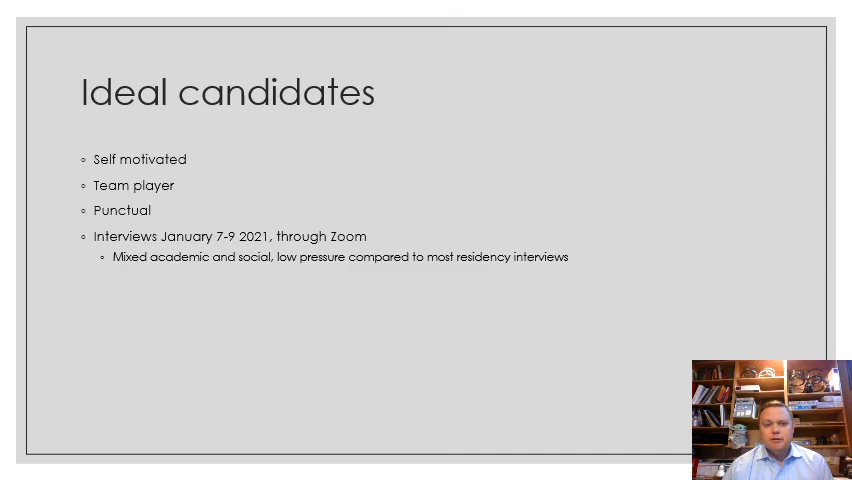 Ideal candidates
◦ Self motivated
◦ Team player
◦ Punctual
◦ Interviews January 7-9 2021, through Zoom
◦ Mixed academic and social, low pressure compared to most residency interviews